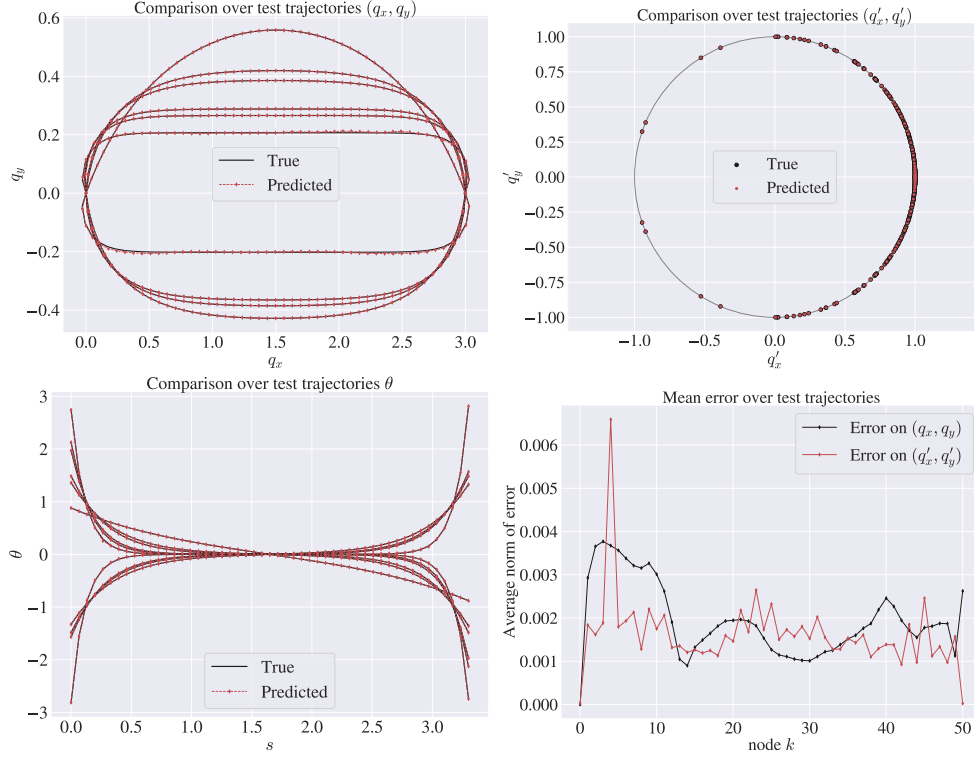 Comparison over test trajectories (q_x, q_y)
0.6
0.4
0.2
0.0
−0.2
−0.4
q_y
True
Predicted
0.0 0.5 1.0 1.5 2.0 2.5 3.0
q_x
Comparison over test trajectories (q′_x, q′_y)
1.00
0.75
0.50
0.25
0.00
−0.25
−0.50
−0.75
−1.00
q′_y
True
Predicted
−1.0 −0.5 0.0 0.5 1.0
q′_x
Comparison over test trajectories θ
3
2
1
0
−1
−2
−3
θ
True
Predicted
0.0 0.5 1.0 1.5 2.0 2.5 3.0
s
Mean error over test trajectories
Error on (q_x, q_y)
Error on (q′_x, q′_y)
0.006
0.005
0.004
0.003
0.002
0.001
0.000
Average norm of error
0 10 20 30 40 50
node k